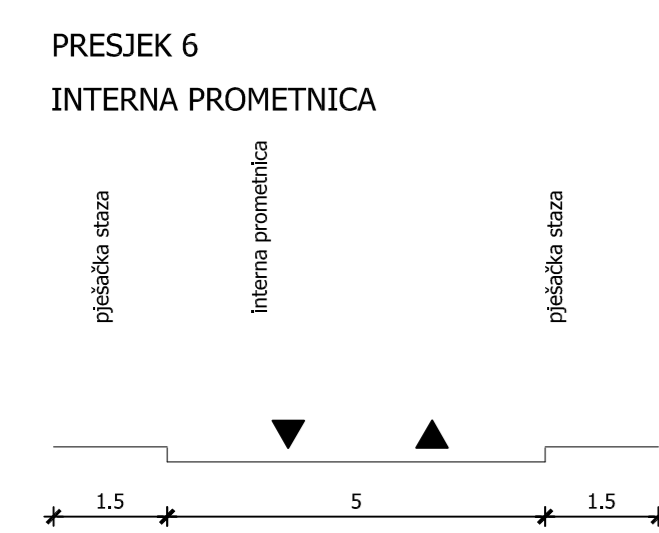 PRESJEK 6
INTERNA PROMETNICA
pješačka staza
interna prometnica
pješačka staza
1.5
5
1.5